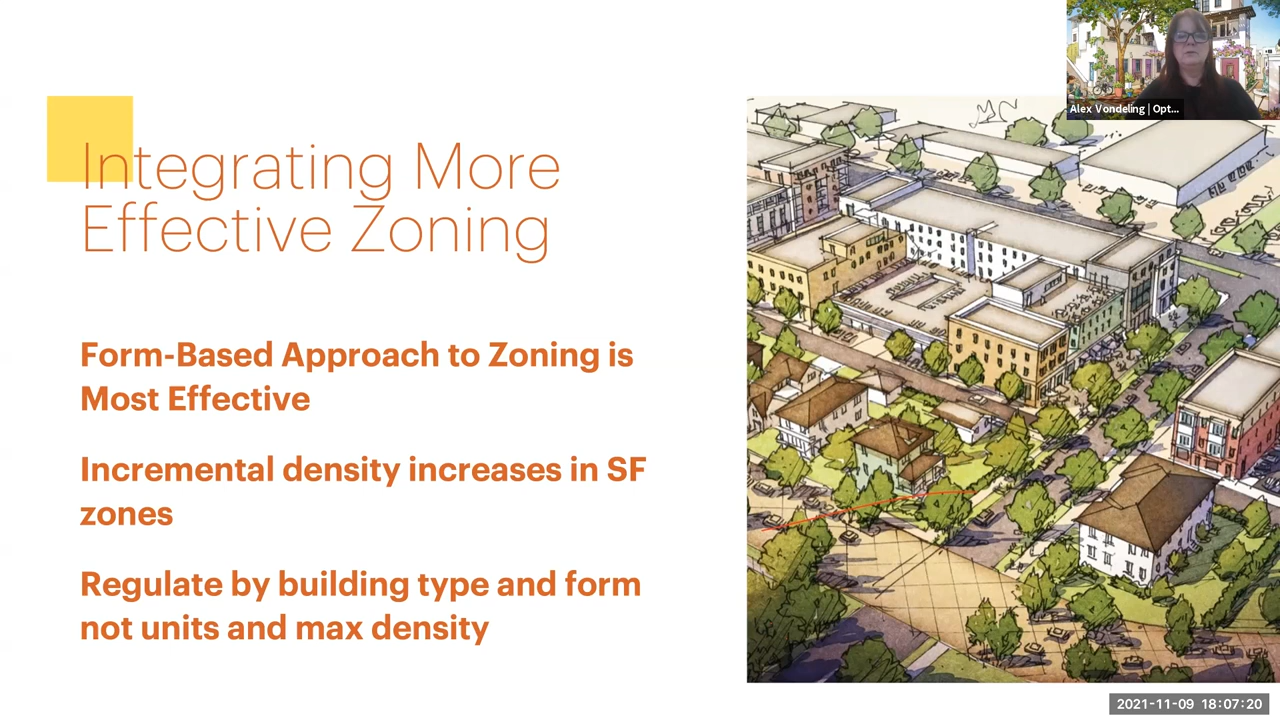 Alex Vondeling | Opt...
Integrating More
Effective Zoning
Form-Based Approach to Zoning is
Most Effective
Incremental density increases in SF
zones
Regulate by building type and form
not units and max density
2021-11-09 18:07:20